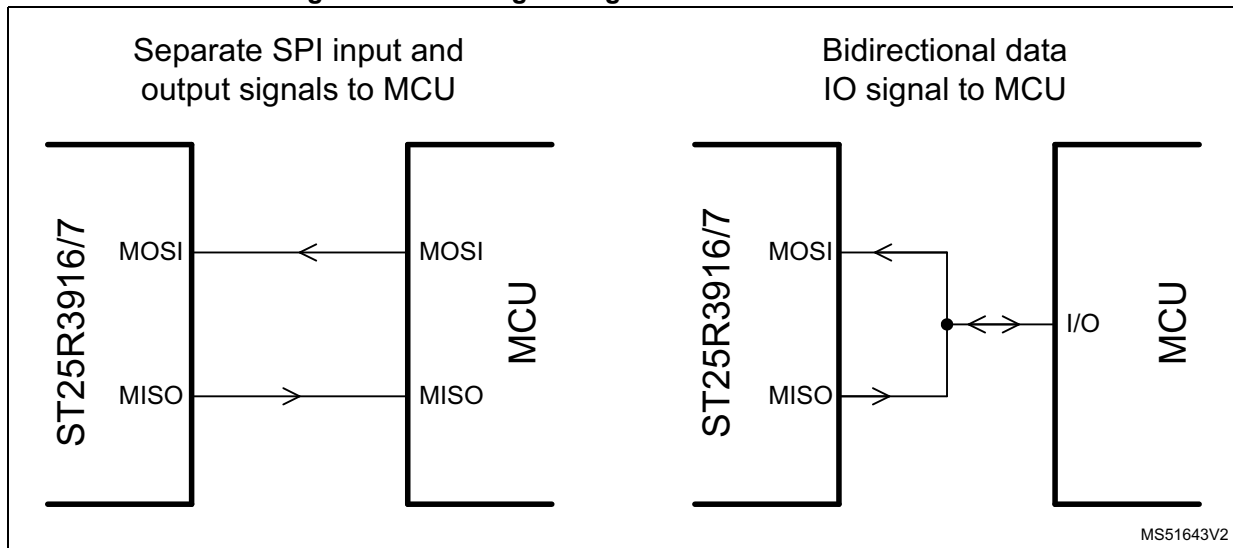 Separate SPI input and
output signals to MCU
ST25R3916/7
MOSI
MISO
MOSI
MISO
MCU
Bidirectional data
IO signal to MCU
ST25R3916/7
MOSI
MISO
I/O
MCU
MS51643V2